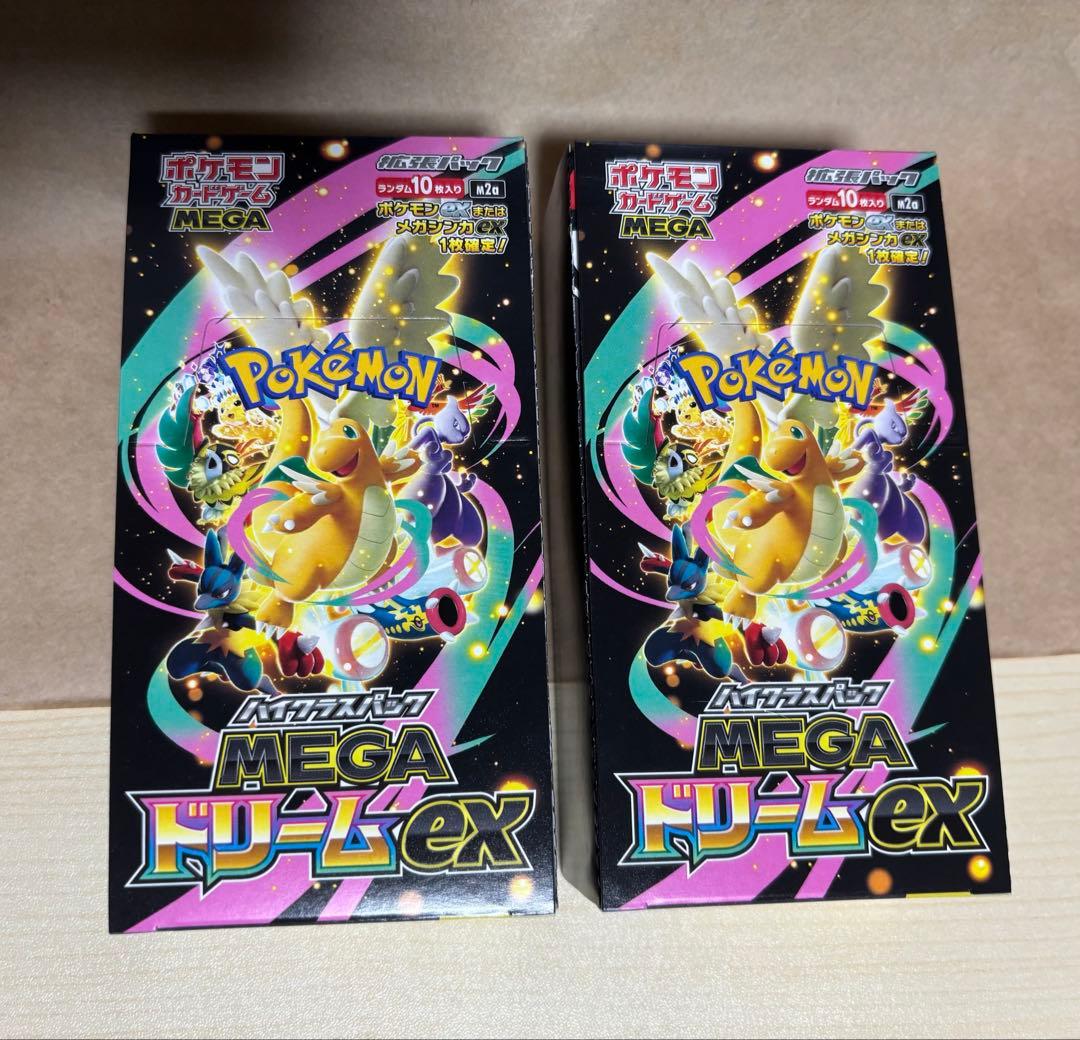 ポケモン
カードゲーム
MEGA
拡張パック
ランダム10枚入り
M2a
ポケモンexまたは
メガシンカex
1枚確定!
POKÉMON
TM
ハイクラスパック
MEGA
ドリームex
ポケモン
カードゲーム
MEGA
拡張パック
ランダム10枚入り
M2a
ポケモンexまたは
メガシンカex
1枚確定!
POKÉMON
ハイクラスパック
MEGA
ドリームex